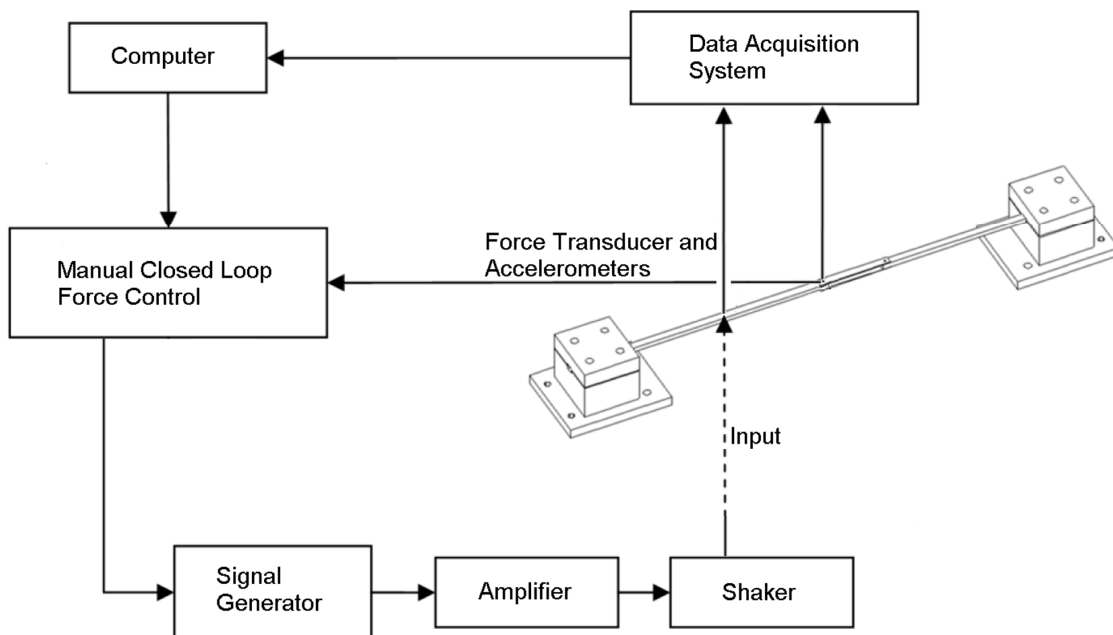 Computer
Data Acquisition
System
Force Transducer and
Accelerometers
Manual Closed Loop
Force Control
Input
Signal
Generator
Amplifier
Shaker